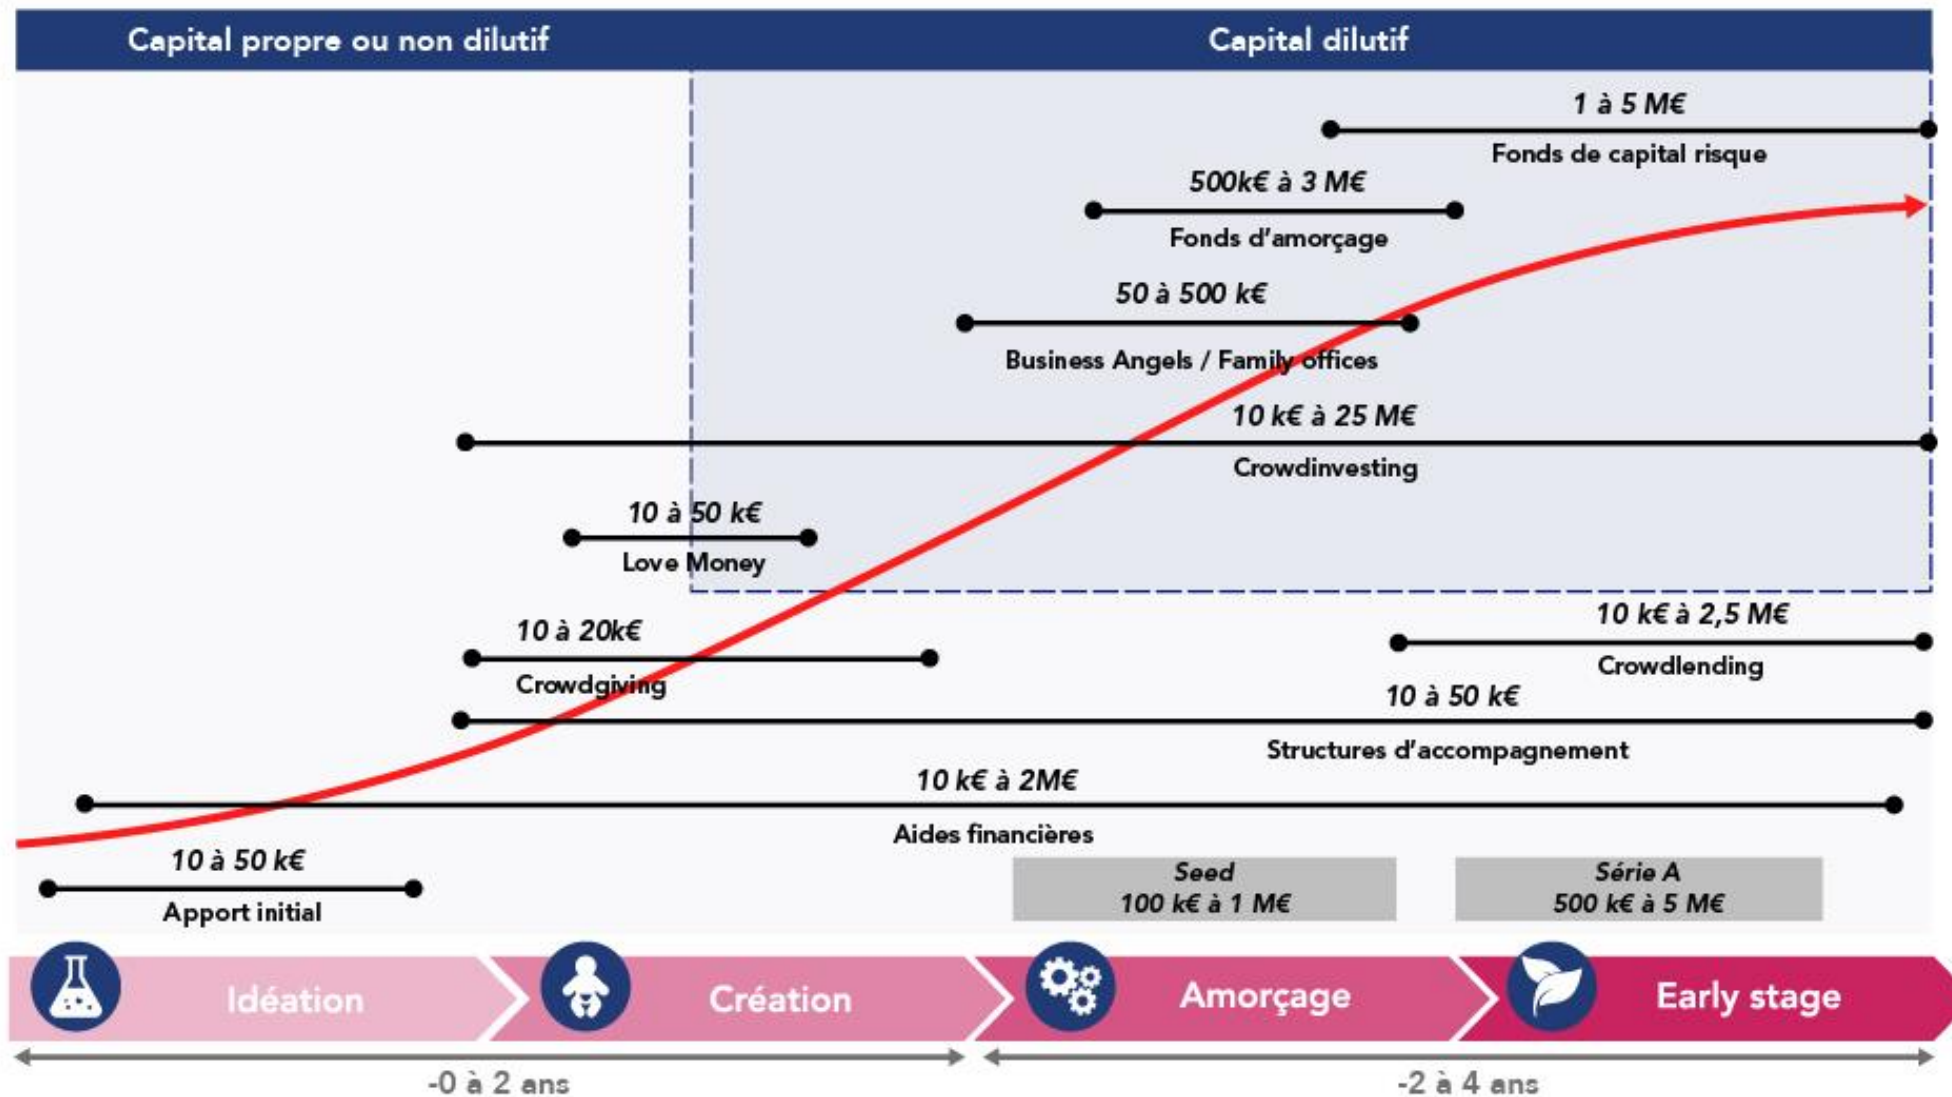 Capital propre ou non dilutif
Capital dilutif
1 à 5 M€
Fonds de capital risque
500k€ à 3 M€
Fonds d'amorçage
50 à 500 k€
Business Angels / Family offices
10 k€ à 25 M€
Crowdinvesting
10 à 50 k€
Love Money
10 à 20k€
Crowdgiving
10 k€ à 2,5 M€
Crowdlending
10 à 50 k€
Structures d'accompagnement
10 k€ à 2M€
Aides financières
10 à 50 k€
Apport initial
Seed
100 k€ à 1 M€
Série A
500 k€ à 5 M€
Idéation
Création
Amorçage
Early stage
-0 à 2 ans
-2 à 4 ans